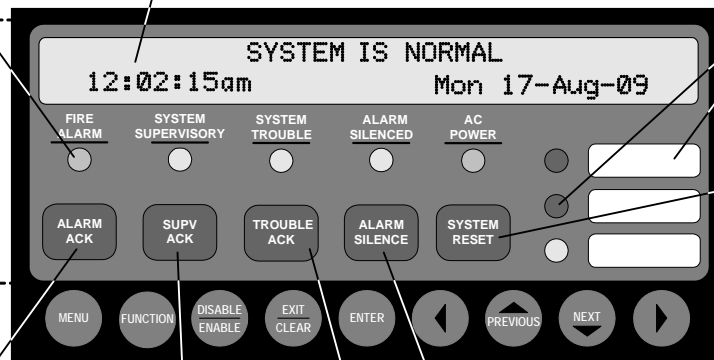 SYSTEM IS NORMAL
12:02:15am Mon 17-Aug-09
FIRE ALARM
SYSTEM SUPERVISORY
SYSTEM TROUBLE
ALARM SILENCED
AC POWER
ALARM ACK
SUPV ACK
TROUBLE ACK
ALARM SILENCE
SYSTEM RESET
MENU
FUNCTION
DISABLE
ENABLE
EXIT
CLEAR
ENTER
PREVIOUS
NEXT